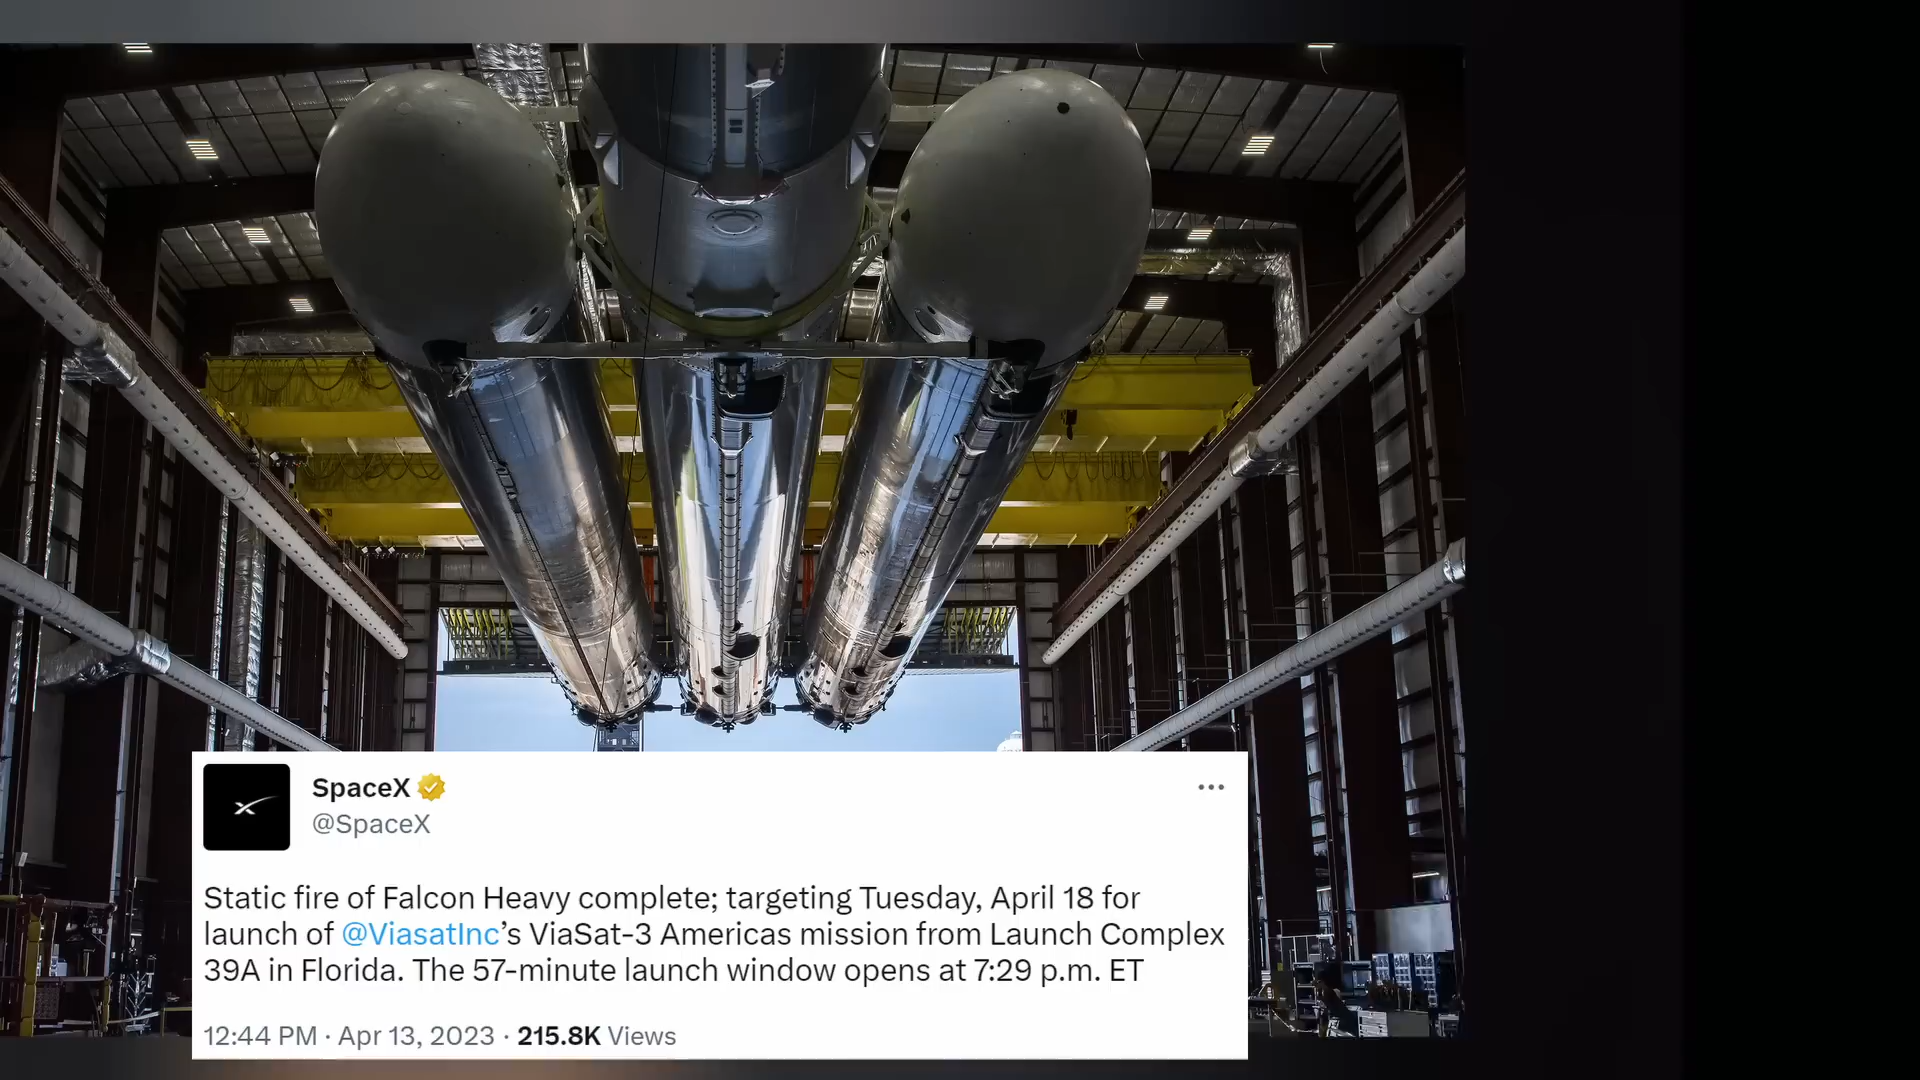 SpaceX
@SpaceX
Static fire of Falcon Heavy complete; targeting Tuesday, April 18 for
launch of @ViasatInc’s ViaSat-3 Americas mission from Launch Complex
39A in Florida. The 57-minute launch window opens at 7:29 p.m. ET
12:44 PM · Apr 13, 2023 · 215.8K Views